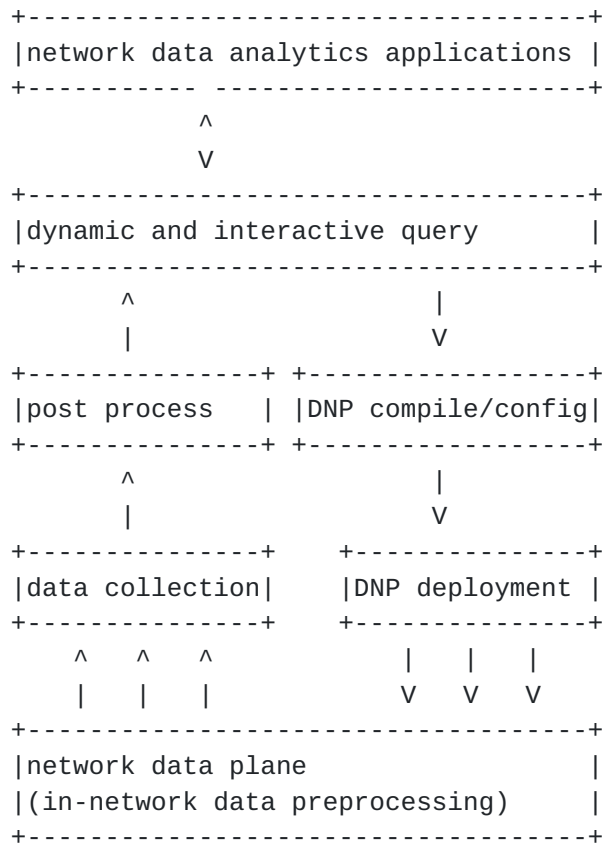 network data analytics applications
dynamic and interactive query
post process DNP compile/config
data collection DNP deployment
network data plane
(in-network data preprocessing)